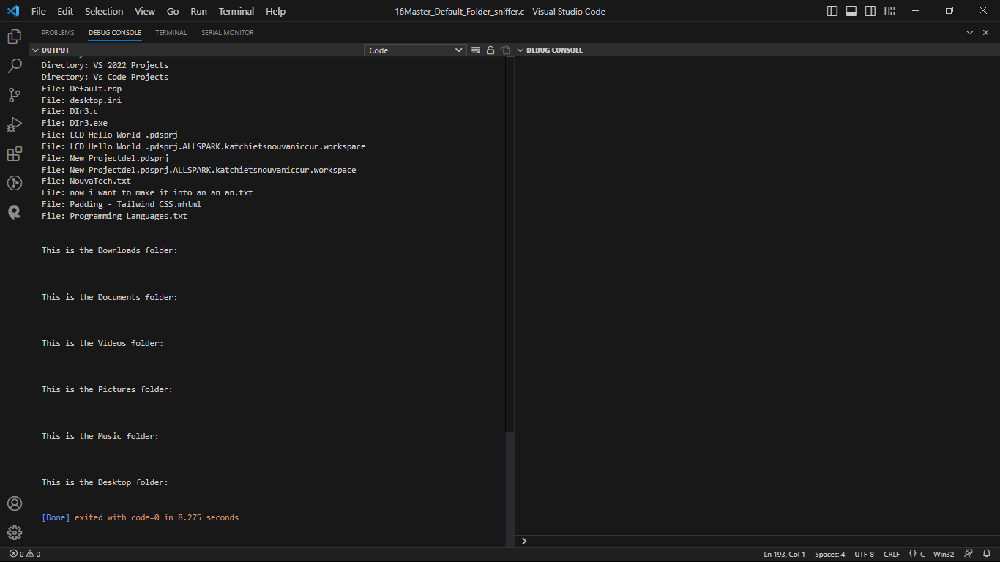 File Edit Selection View Go Run Terminal Help 16Master_Default_Folder_sniffer.c - Visual Studio Code
PROBLEMS DEBUG CONSOLE TERMINAL SERIAL MONITOR
OUTPUT Code DEBUG CONSOLE
Directory: VS 2022 Projects
Directory: Vs Code Projects
File: Default.rdp
File: desktop.ini
File: DIr3.c
File: DIr3.exe
File: LCD Hello World .pdsprj
File: LCD Hello World .pdsprj.ALLSPARK.katchietsnouvaniccur.workspace
File: New Projectdel.pdsprj
File: New Projectdel.pdsprj.ALLSPARK.katchietsnouvaniccur.workspace
File: NouvaTech.txt
File: now i want to make it into an an an.txt
File: Padding - Tailwind CSS.mhtml
File: Programming Languages.txt
This is the Downloads folder:
This is the Documents folder:
This is the Videos folder:
This is the Pictures folder:
This is the Music folder:
This is the Desktop folder:
[Done] exited with code=0 in 8.275 seconds
0 0 Ln 193, Col 1 Spaces: 4 UTF-8 CRLF {} C Win32